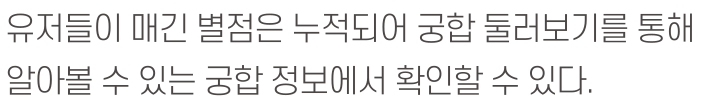 유저들이 매긴 별점은 누적되어 궁합 둘러보기를 통해
알아볼 수 있는 궁합 정보에서 확인할 수 있다.